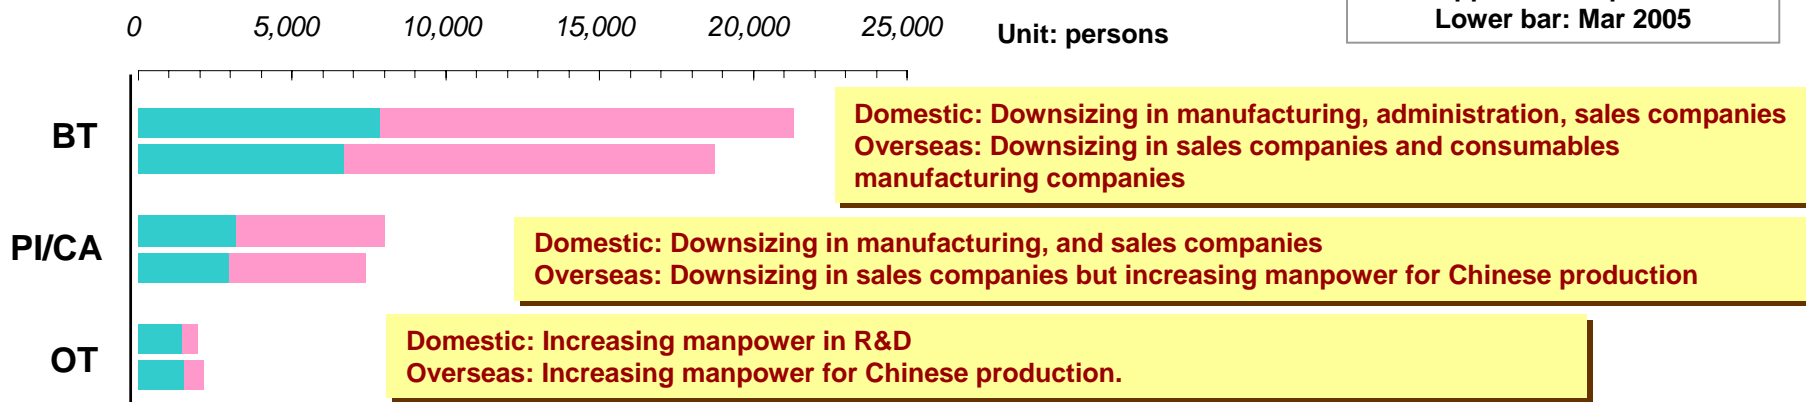 0 5,000 10,000 15,000 20,000 25,000
Unit: persons
Lower bar: Mar 2005
BT
Domestic: Downsizing in manufacturing, administration, sales companies
Overseas: Downsizing in sales companies and consumables
manufacturing companies
PI/CA
Domestic: Downsizing in manufacturing, and sales companies
Overseas: Downsizing in sales companies but increasing manpower for Chinese production
OT
Domestic: Increasing manpower in R&D
Overseas: Increasing manpower for Chinese production.